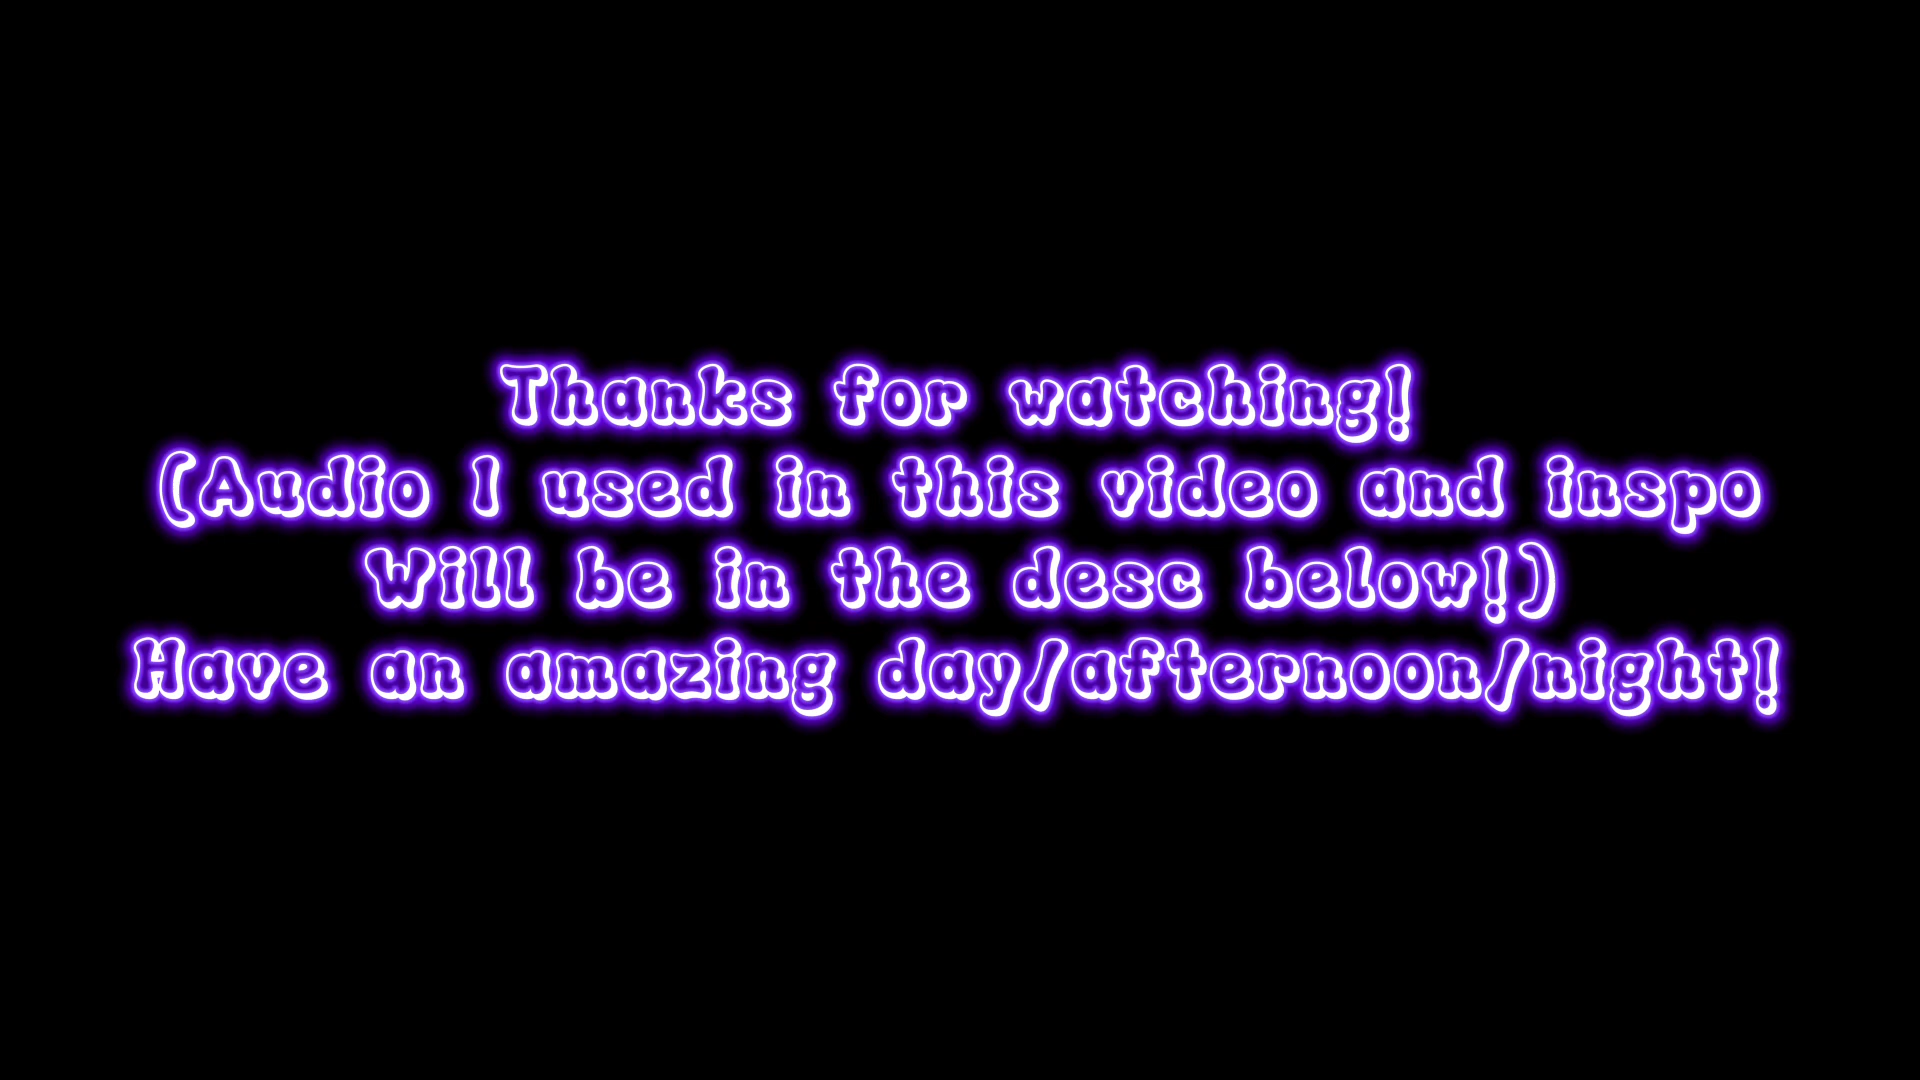 Thanks for watching!
(Audio I used in this video and inspo
Will be in the desc below!)
Have an amazing day/afternoon/night!